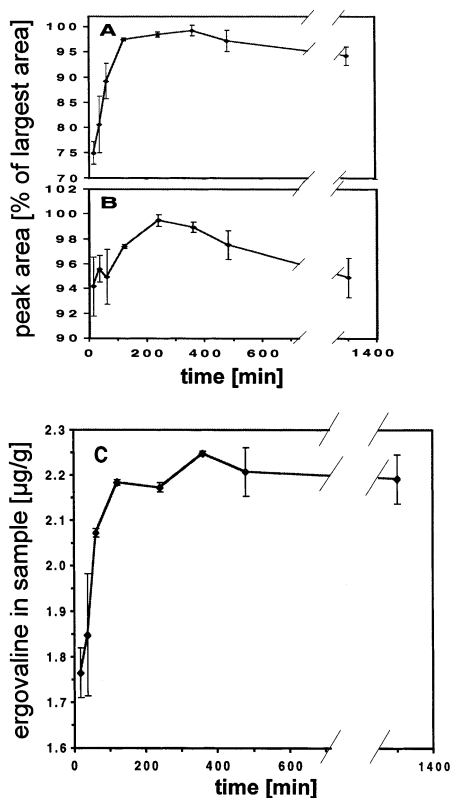 peak area [% of largest area]
A
100
95
90
85
80
75
70
B
102
100
98
96
94
92
90
0 200 400 600 1400
time [min]
ergovaline in sample [µg/g]
C
2.3
2.2
2.1
2.0
1.9
1.8
1.7
1.6
0 200 400 600 1400
time [min]